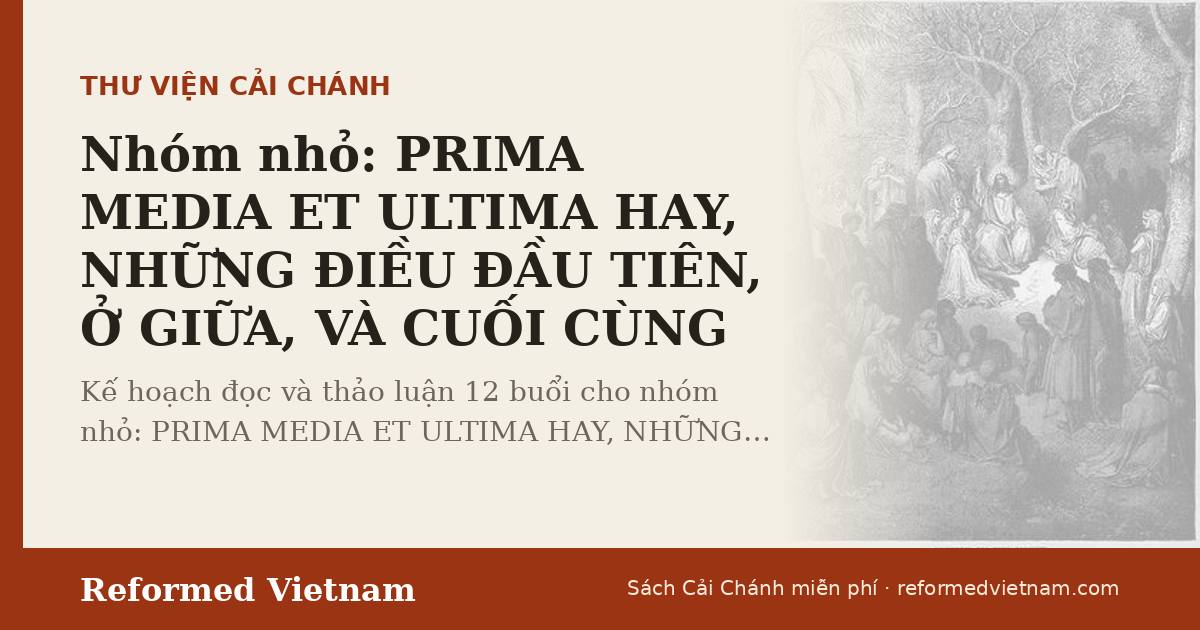 THƯ VIỆN CẢI CHÁNH
Nhóm nhỏ: PRIMA
MEDIA ET ULTIMA HAY,
NHỮNG ĐIỀU ĐẦU TIÊN,
Ở GIỮA, VÀ CUỐI CÙNG
Kế hoạch đọc và thảo luận 12 buổi cho nhóm
nhỏ: PRIMA MEDIA ET ULTIMA HAY, NHỮNG...
Reformed Vietnam
Sách Cải Chánh miễn phí · reformedvietnam.com